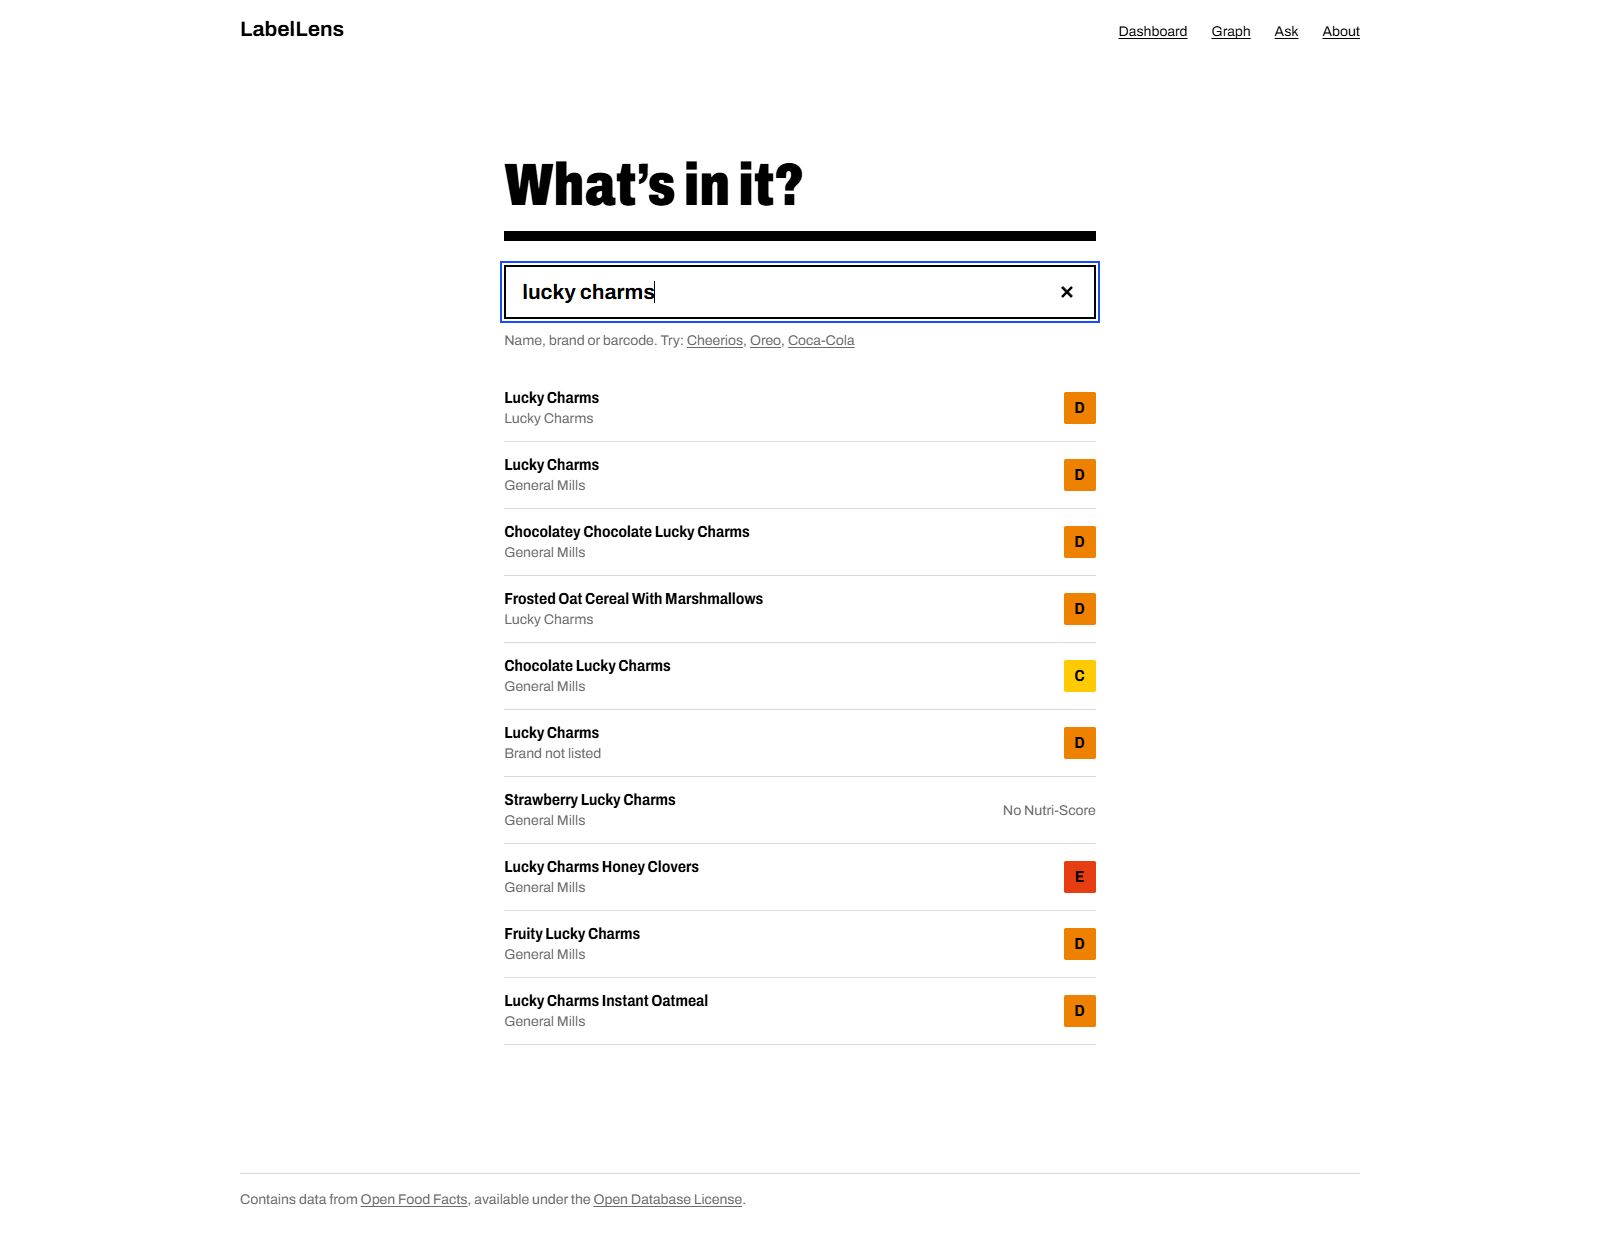 LabelLens
Dashboard Graph Ask About
What’s in it?
lucky charms ✕
Name, brand or barcode. Try: Cheerios, Oreo, Coca-Cola
Lucky Charms
Lucky Charms
D
Lucky Charms
General Mills
D
Chocolatey Chocolate Lucky Charms
General Mills
D
Frosted Oat Cereal With Marshmallows
Lucky Charms
D
Chocolate Lucky Charms
General Mills
C
Lucky Charms
Brand not listed
D
Strawberry Lucky Charms
General Mills
No Nutri-Score
Lucky Charms Honey Clovers
General Mills
E
Fruity Lucky Charms
General Mills
D
Lucky Charms Instant Oatmeal
General Mills
D
Contains data from Open Food Facts, available under the Open Database License.